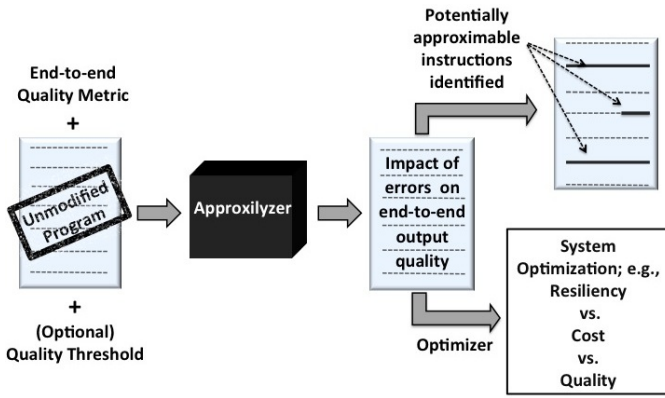 End-to-end
Quality Metric
+
Unmodified
Program
+
(Optional)
Quality Threshold
Approxilyzer
Impact of
errors on
end-to-end
output
quality
Potentially
approximable
instructions
identified
Optimizer
System
Optimization; e.g.,
Resiliency
vs.
Cost
vs.
Quality